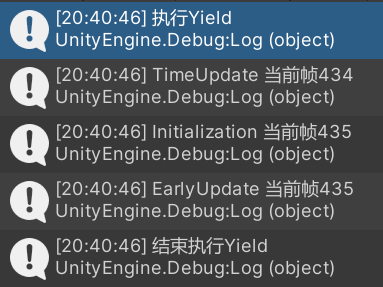 [20:40:46] 执行Yield
UnityEngine.Debug:Log (object)
[20:40:46] TimeUpdate 当前帧434
UnityEngine.Debug:Log (object)
[20:40:46] Initialization 当前帧435
UnityEngine.Debug:Log (object)
[20:40:46] EarlyUpdate 当前帧435
UnityEngine.Debug:Log (object)
[20:40:46] 结束执行Yield
UnityEngine.Debug:Log (object)